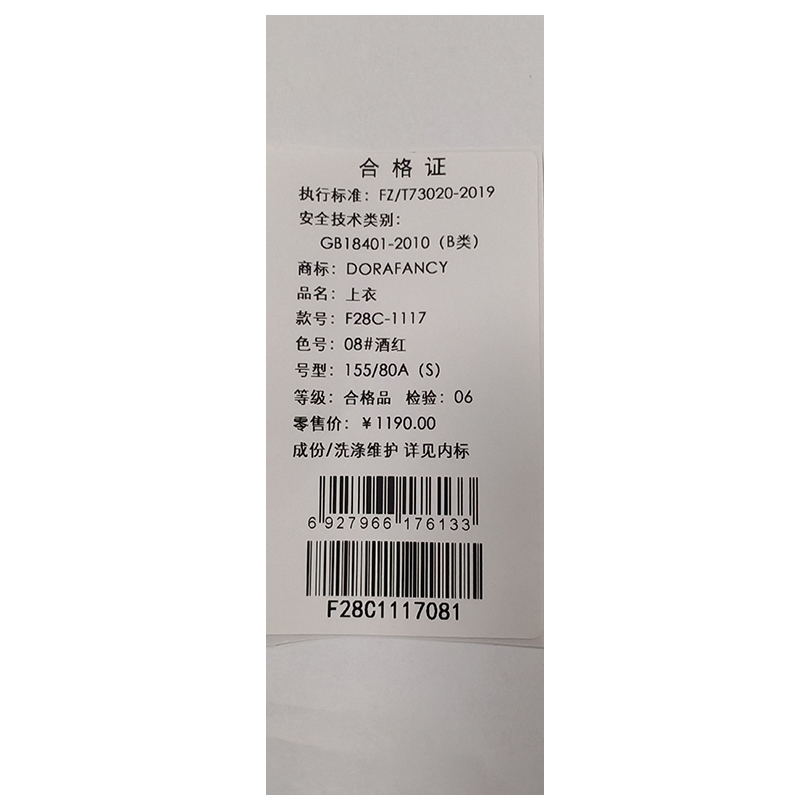 合格证
执行标准：FZ/T73020-2019
安全技术类别：
GB18401-2010（B类）
商标：DORAFANCY
品名：上衣
款号：F28C-1117
色号：08#酒红
号型：155/80A（S）
等级：合格品 检验：06
零售价：￥1190.00
成份/洗涤维护 详见内标
6 927966 176133
F28C1117081